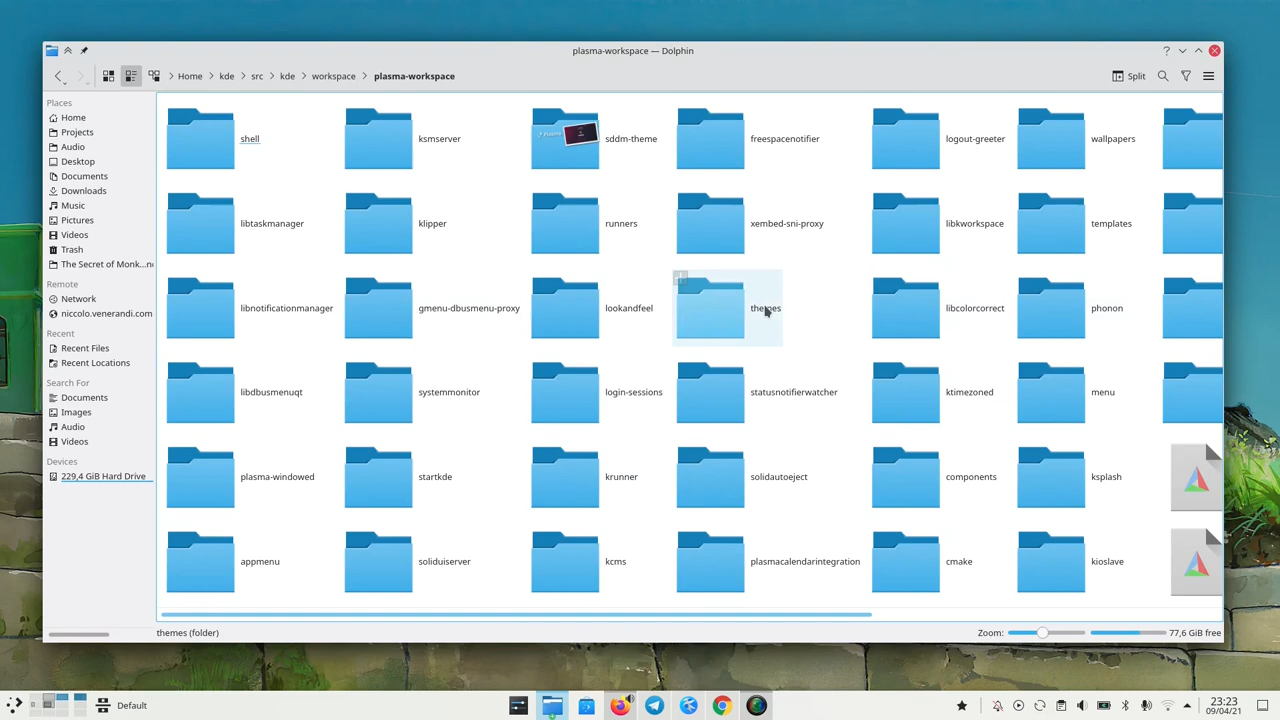 plasma-workspace — Dolphin
Home kde src kde workspace plasma-workspace
Split
Places
Home
Projects
Audio
Desktop
Documents
Downloads
Music
Pictures
Videos
Trash
The Secret of Monk...
Remote
Network
niccolo.venerandi.com
Recent
Recent Files
Recent Locations
Search For
Documents
Images
Audio
Videos
Devices
229,4 GiB Hard Drive
shell ksmserver sddm-theme freespacenotifier logout-greeter wallpapers
libtaskmanager klipper runners xembed-sni-proxy libkworkspace templates
libnotificationmanager gmenu-dbusmenu-proxy lookandfeel themes libcolorcorrect phonon
libdbusmenuqt systemmonitor login-sessions statusnotifierwatcher ktimezoned menu
plasma-windowed startkde krunner solidautoeject components ksplash
appmenu soliduiserver kcms plasmacalendarintegration cmake kioslave
themes (folder)
Zoom:
77,6 GiB free
Default
23:23
09/04/21